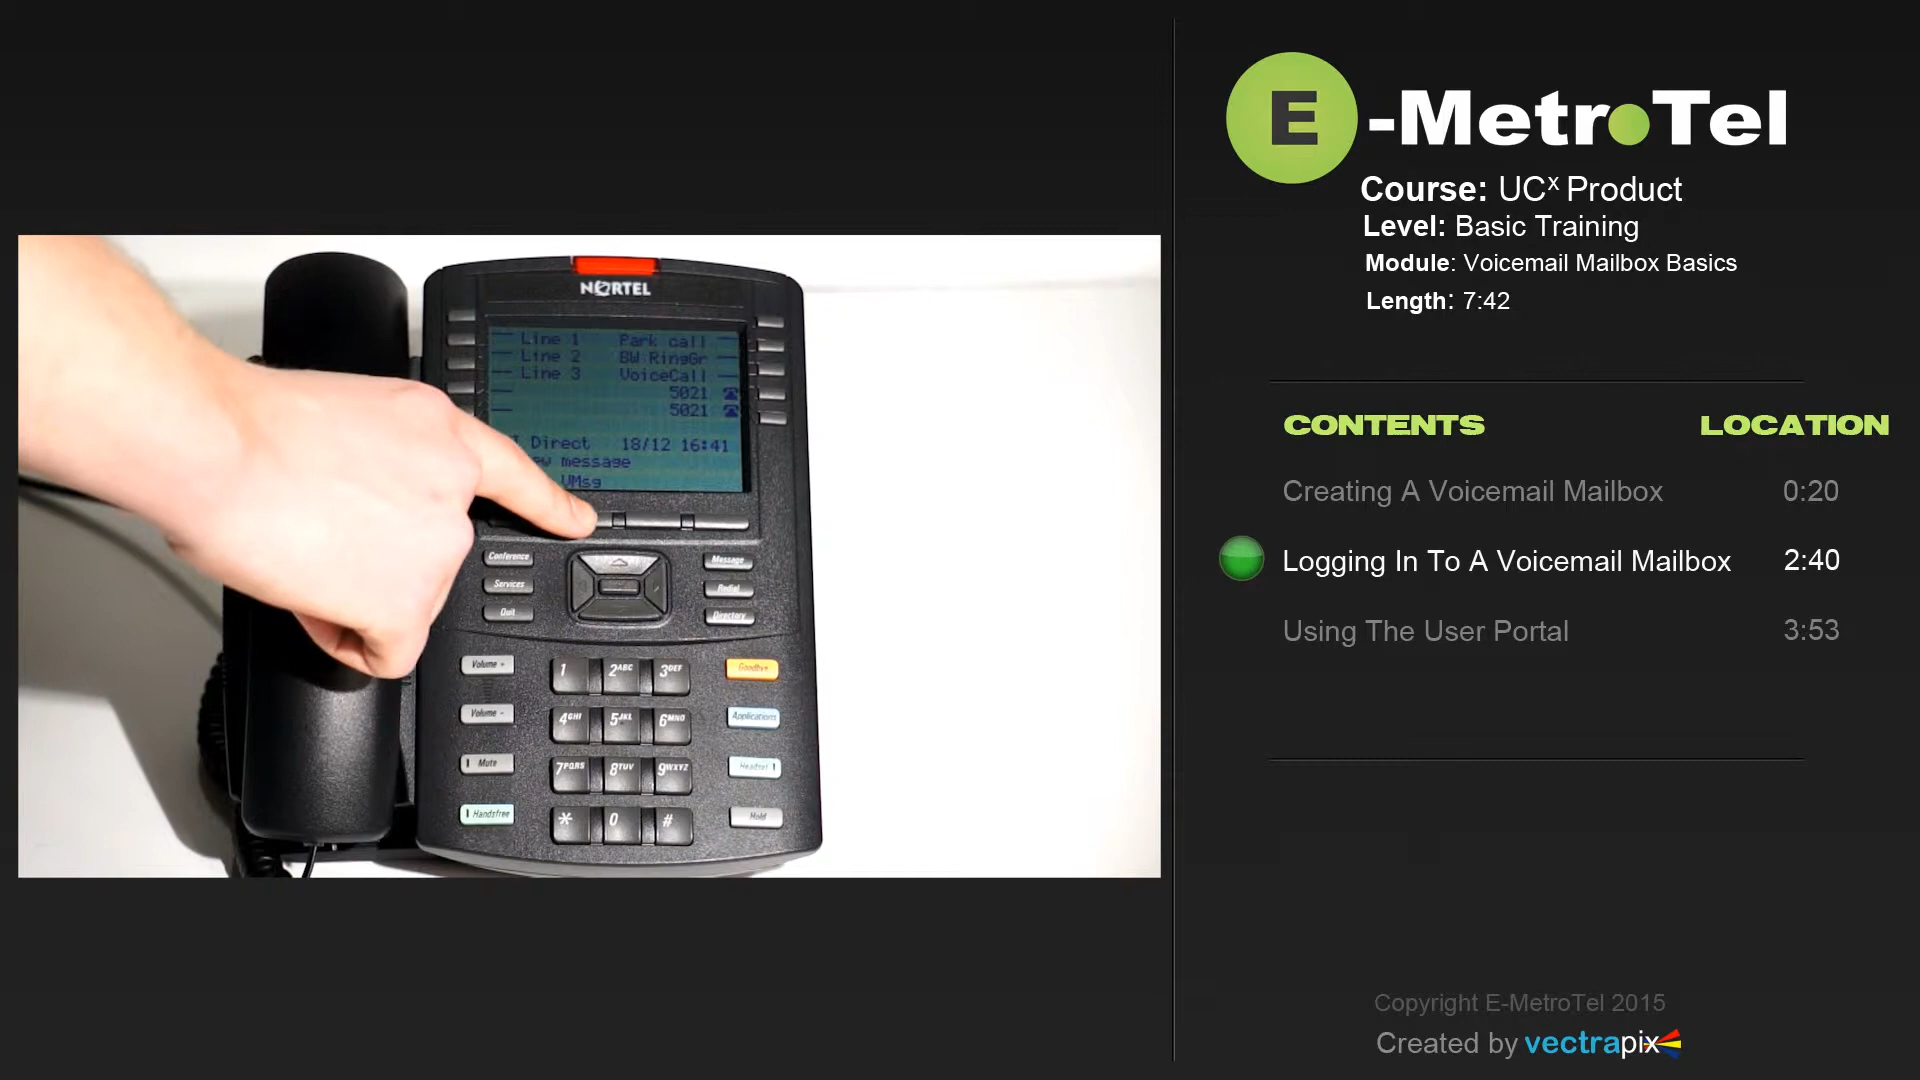 E-MetroTel
Course: UCx Product
Level: Basic Training
Module: Voicemail Mailbox Basics
Length: 7:42
CONTENTS LOCATION
Creating A Voicemail Mailbox 0:20
Logging In To A Voicemail Mailbox 2:40
Using The User Portal 3:53
Copyright E-MetroTel 2015
Created by vectrapix
NORTEL
Line 1 Park call
Line 2 BW RingGr
Line 3 VoiceCall
5021
5021
Direct 18/12 16:41
message
VMsg
Conference Message
Services Redial
Quit Directory
Volume + 1 2ABC 3DEF Goodbye
Volume - 4GHI 5JKL 6MNO Applications
Mute 7PQRS 8TUV 9WXYZ Headset
Handsfree * 0 # Hold